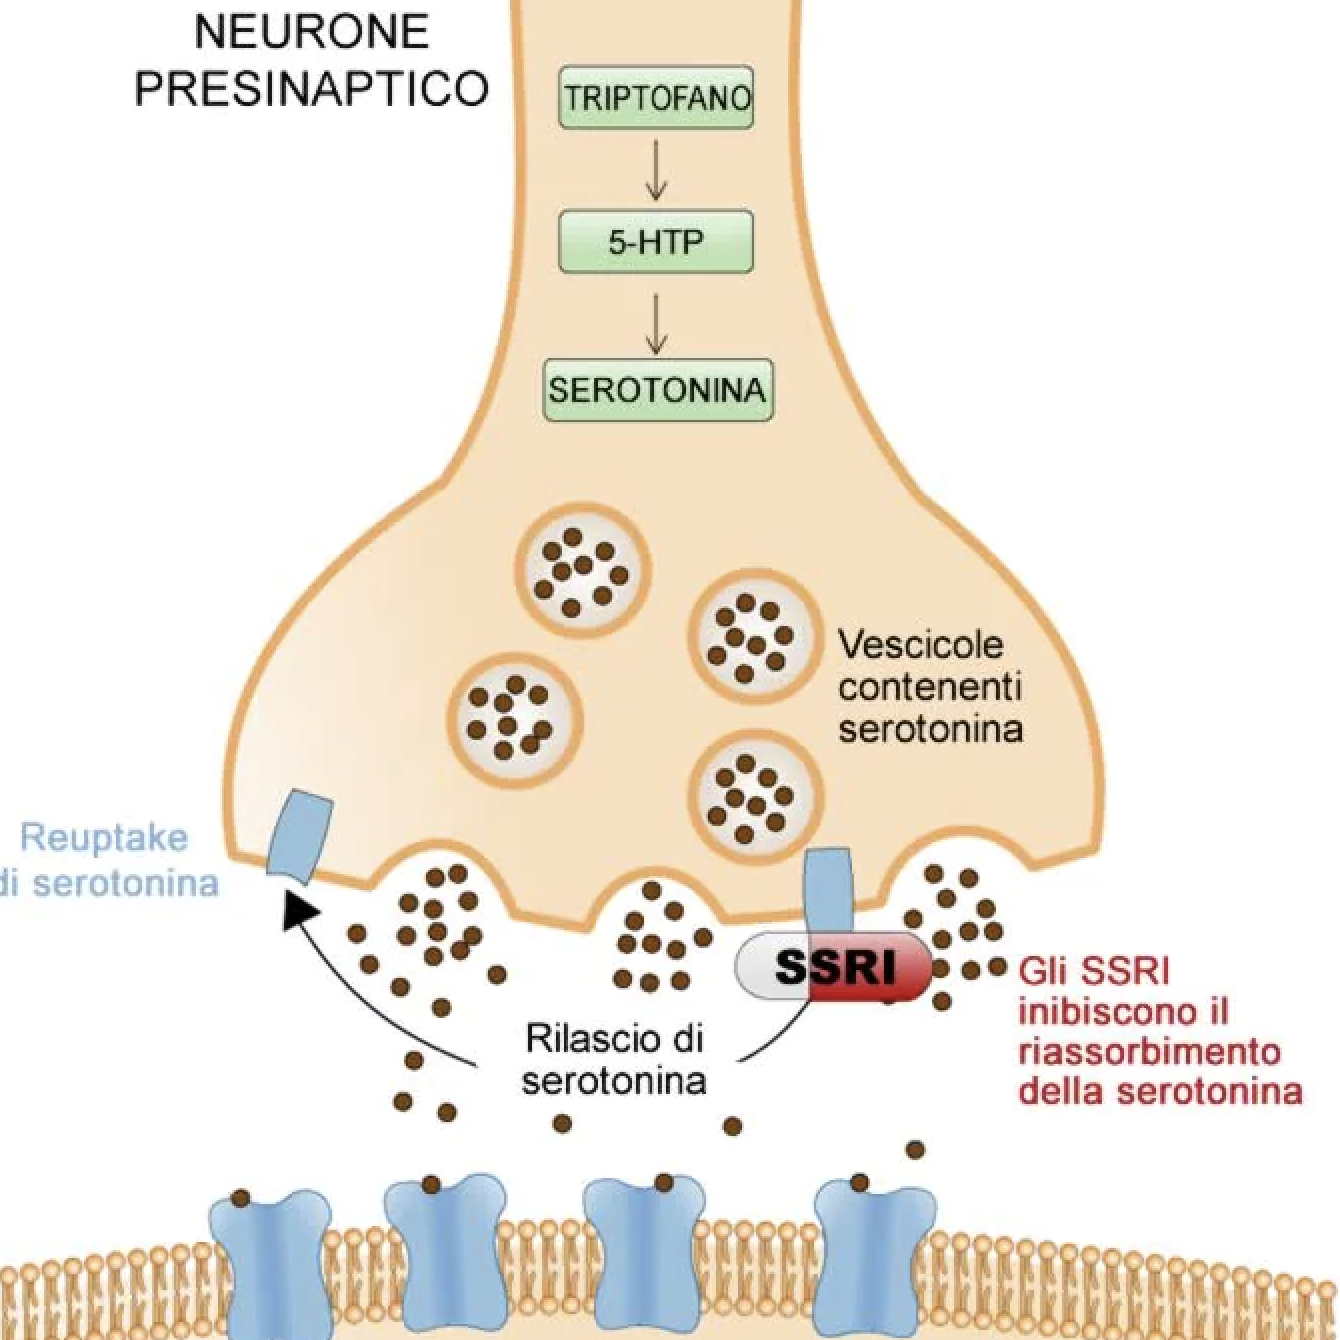 NEURONE
PRESINAPTICO
TRIPTOFANO
5-HTP
SEROTONINA
Vescicole
contenenti
serotonina
Reuptake
di serotonina
SSRI
Gli SSRI
inibiscono il
riassorbimento
della serotonina
Rilascio di
serotonina